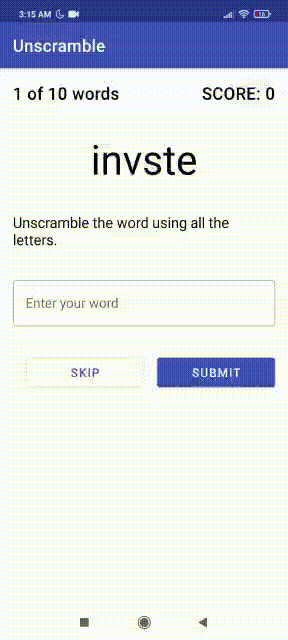 3:15 AM
Unscramble
1 of 10 words SCORE: 0
invste
Unscramble the word using all the
letters.
Enter your word
SKIP SUBMIT